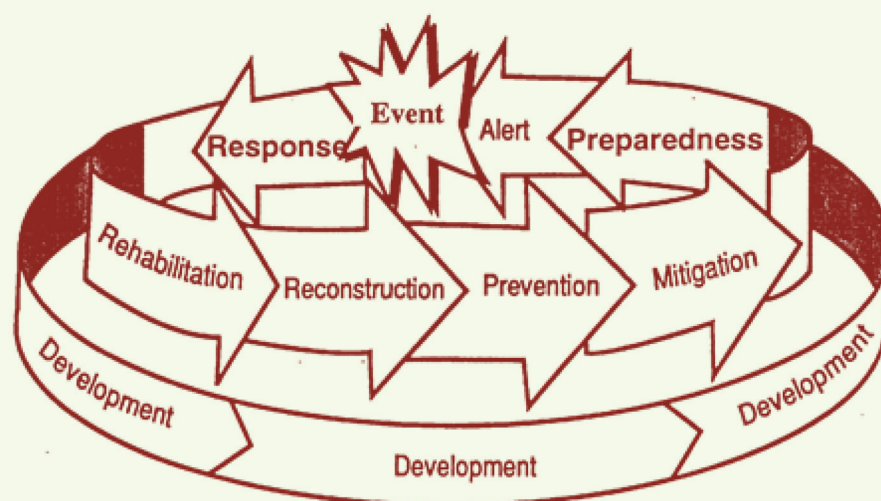 Event
Alert
Preparedness
Response
Rehabilitation
Reconstruction
Prevention
Mitigation
Development
Development
Development